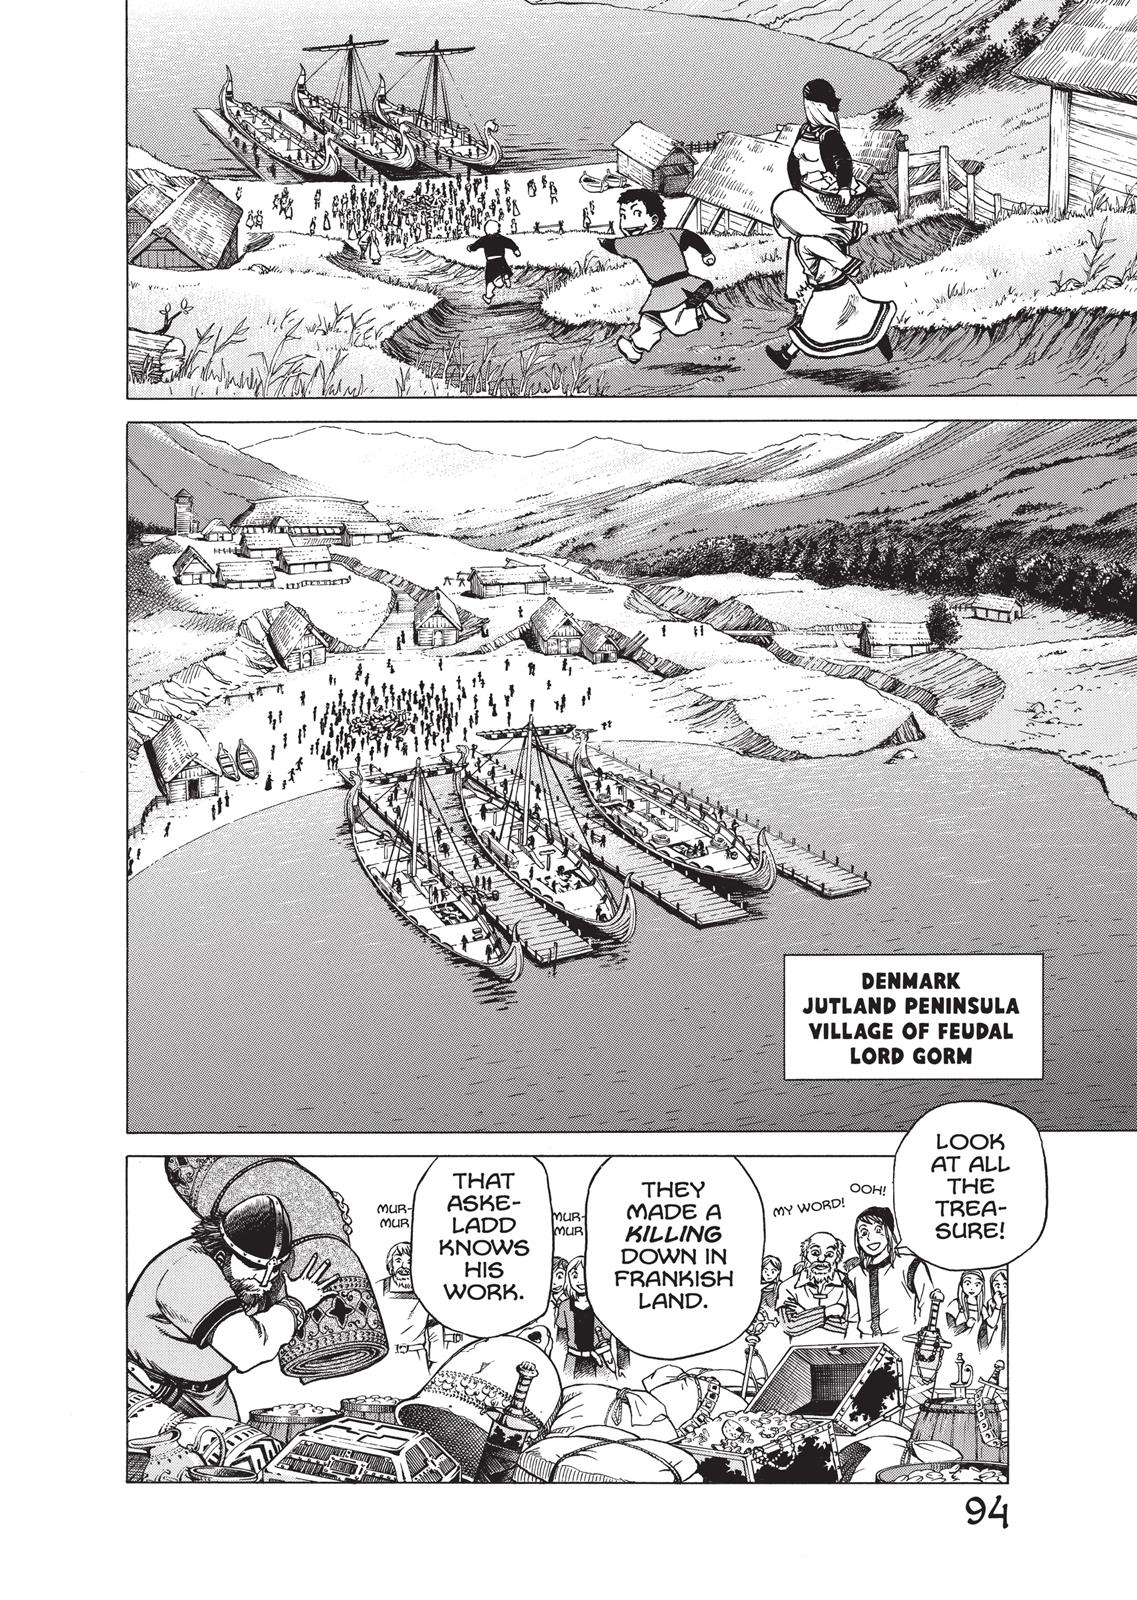 DENMARK
JUTLAND PENINSULA
VILLAGE OF FEUDAL
LORD GORM
LOOK
AT ALL
THE
TREA-
SURE!
OOH!
MY WORD!
THEY
MADE A
KILLING
DOWN IN
FRANKISH
LAND.
MUR-
MUR
THAT
ASKE-
LADD
KNOWS
HIS
WORK.
MUR-
MUR
94